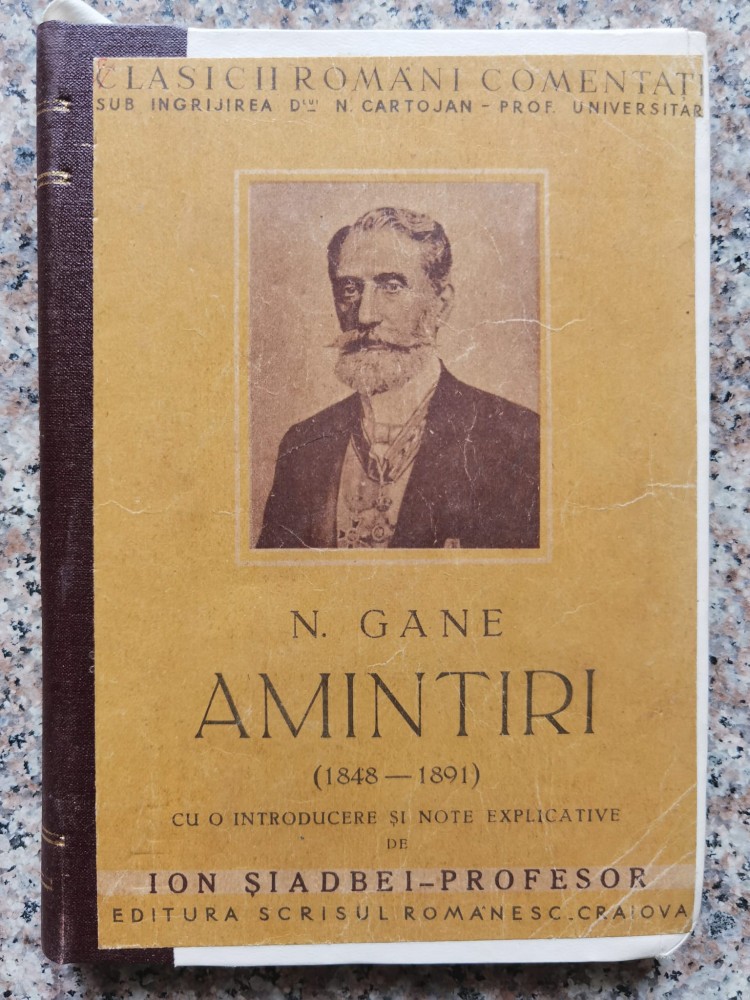 CLASICII ROMÂNI COMENTAȚI
SUB INGRIJIREA DLUI N. CARTOJAN - PROF. UNIVERSITAR
N. GANE
AMINTIRI
(1848 — 1891)
CU O INTRODUCERE ȘI NOTE EXPLICATIVE
DE
ION ȘIADBEI - PROFESOR
EDITURA SCRISUL ROMÂNESC - CRAIOVA